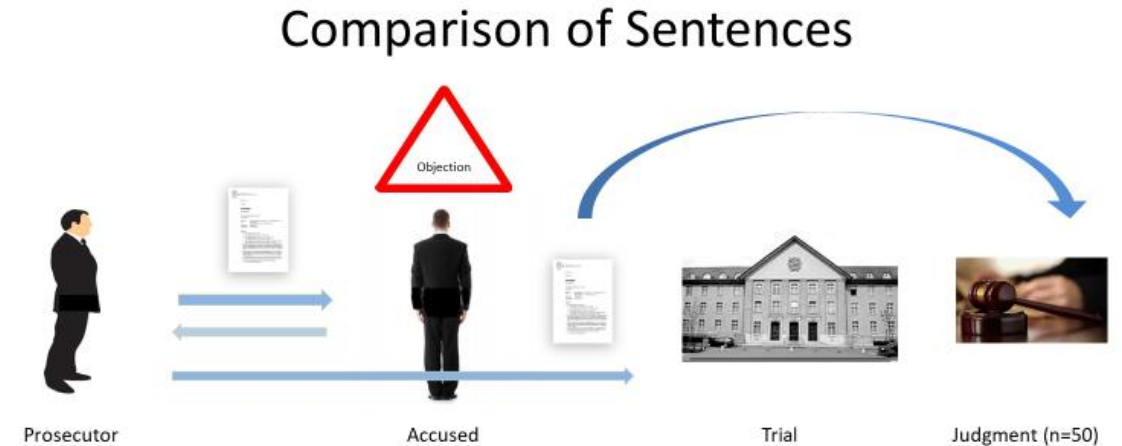 Comparison of Sentences
Objection
Prosecutor
Accused
Trial
Judgment (n=50)